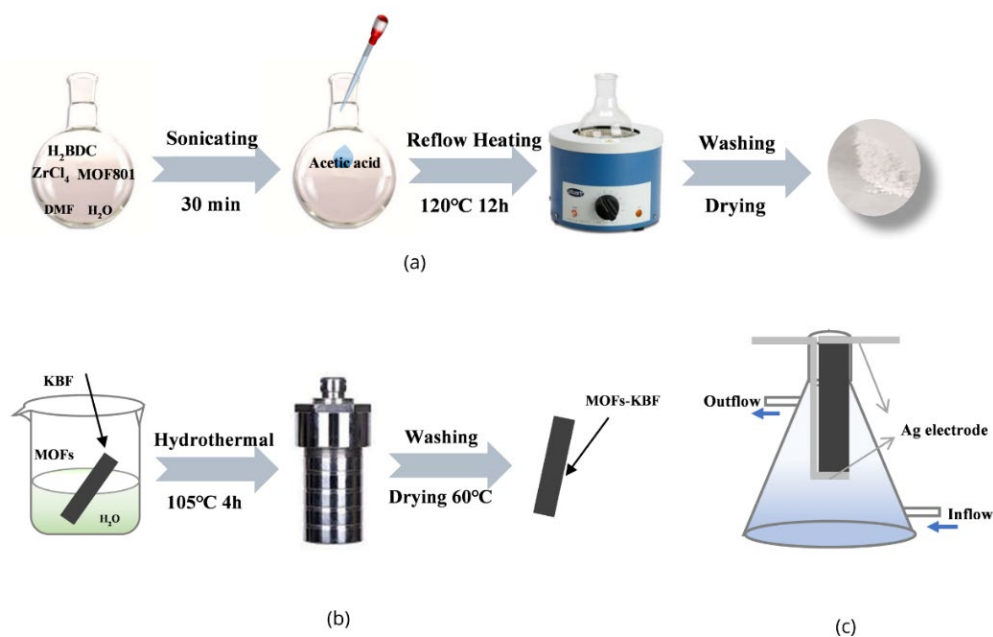 H₂BDC
ZrCl₄ MOF801
DMF H₂O
Sonicating
30 min
Acetic acid
Reflow Heating
120℃ 12h
Washing
Drying
(a)
KBF
MOFs
H₂O
Hydrothermal
105℃ 4h
Washing
Drying 60℃
MOFs-KBF
(b)
Outflow
Ag electrode
Inflow
(c)